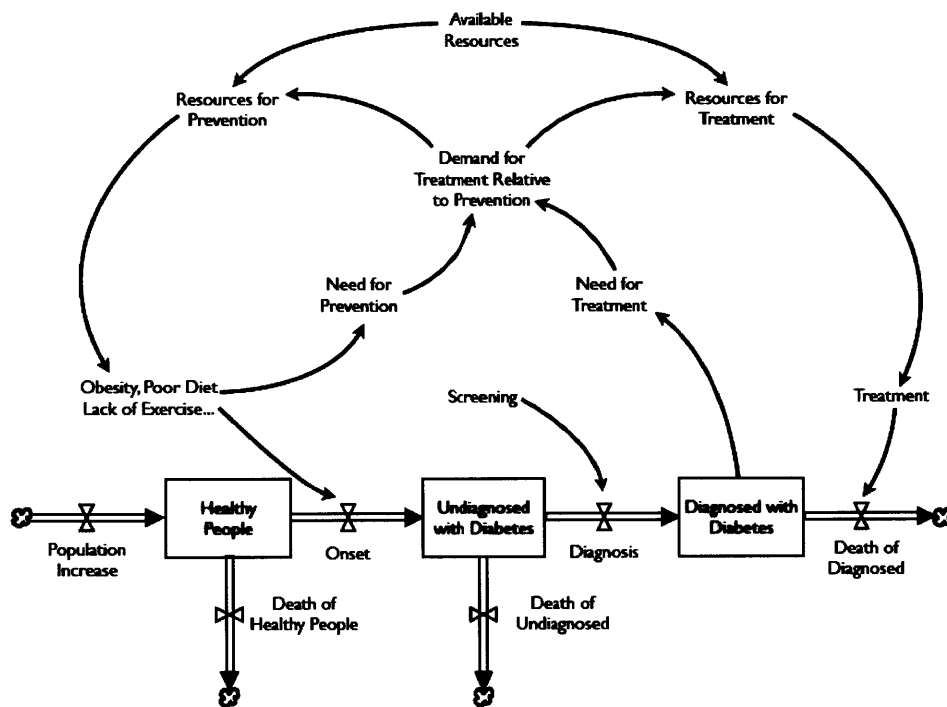 Available
Resources
Resources for
Prevention
Resources for
Treatment
Demand for
Treatment Relative
to Prevention
Need for
Prevention
Need for
Treatment
Obesity, Poor Diet
Lack of Exercise...
Screening
Treatment
Healthy
People
Undiagnosed
with Diabetes
Diagnosed with
Diabetes
Population
Increase
Onset
Diagnosis
Death of
Diagnosed
Death of
Healthy People
Death of
Undiagnosed